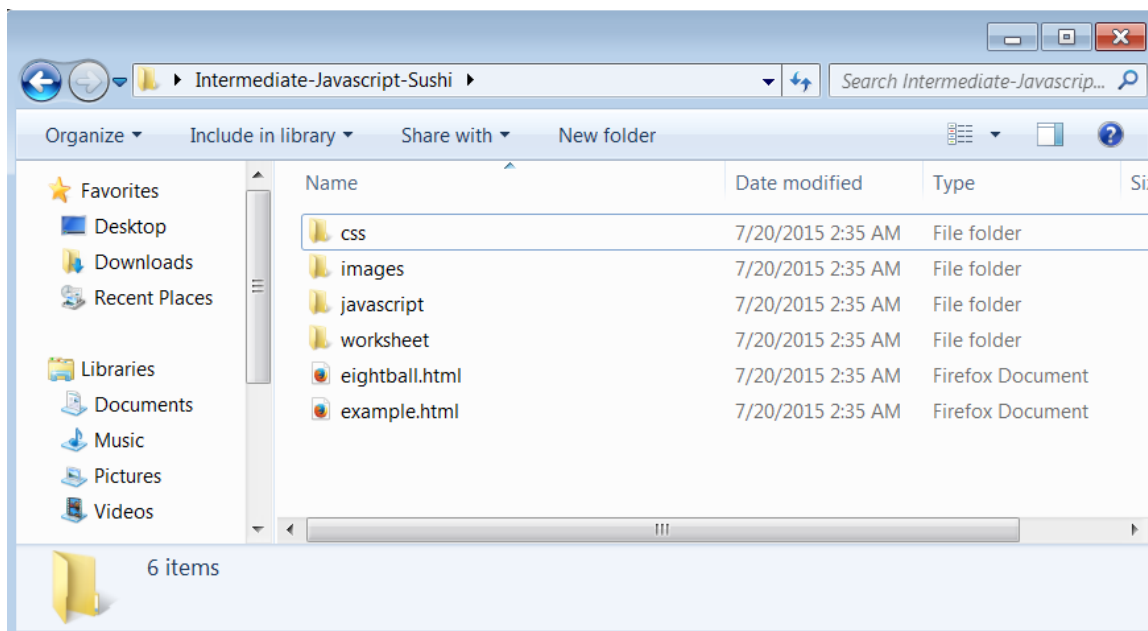 Intermediate-Javascript-Sushi
Search Intermediate-Javascrip...
Organize Include in library Share with New folder
Favorites
Desktop
Downloads
Recent Places
Libraries
Documents
Music
Pictures
Videos
Name Date modified Type Si
css 7/20/2015 2:35 AM File folder
images 7/20/2015 2:35 AM File folder
javascript 7/20/2015 2:35 AM File folder
worksheet 7/20/2015 2:35 AM File folder
eightball.html 7/20/2015 2:35 AM Firefox Document
example.html 7/20/2015 2:35 AM Firefox Document
6 items